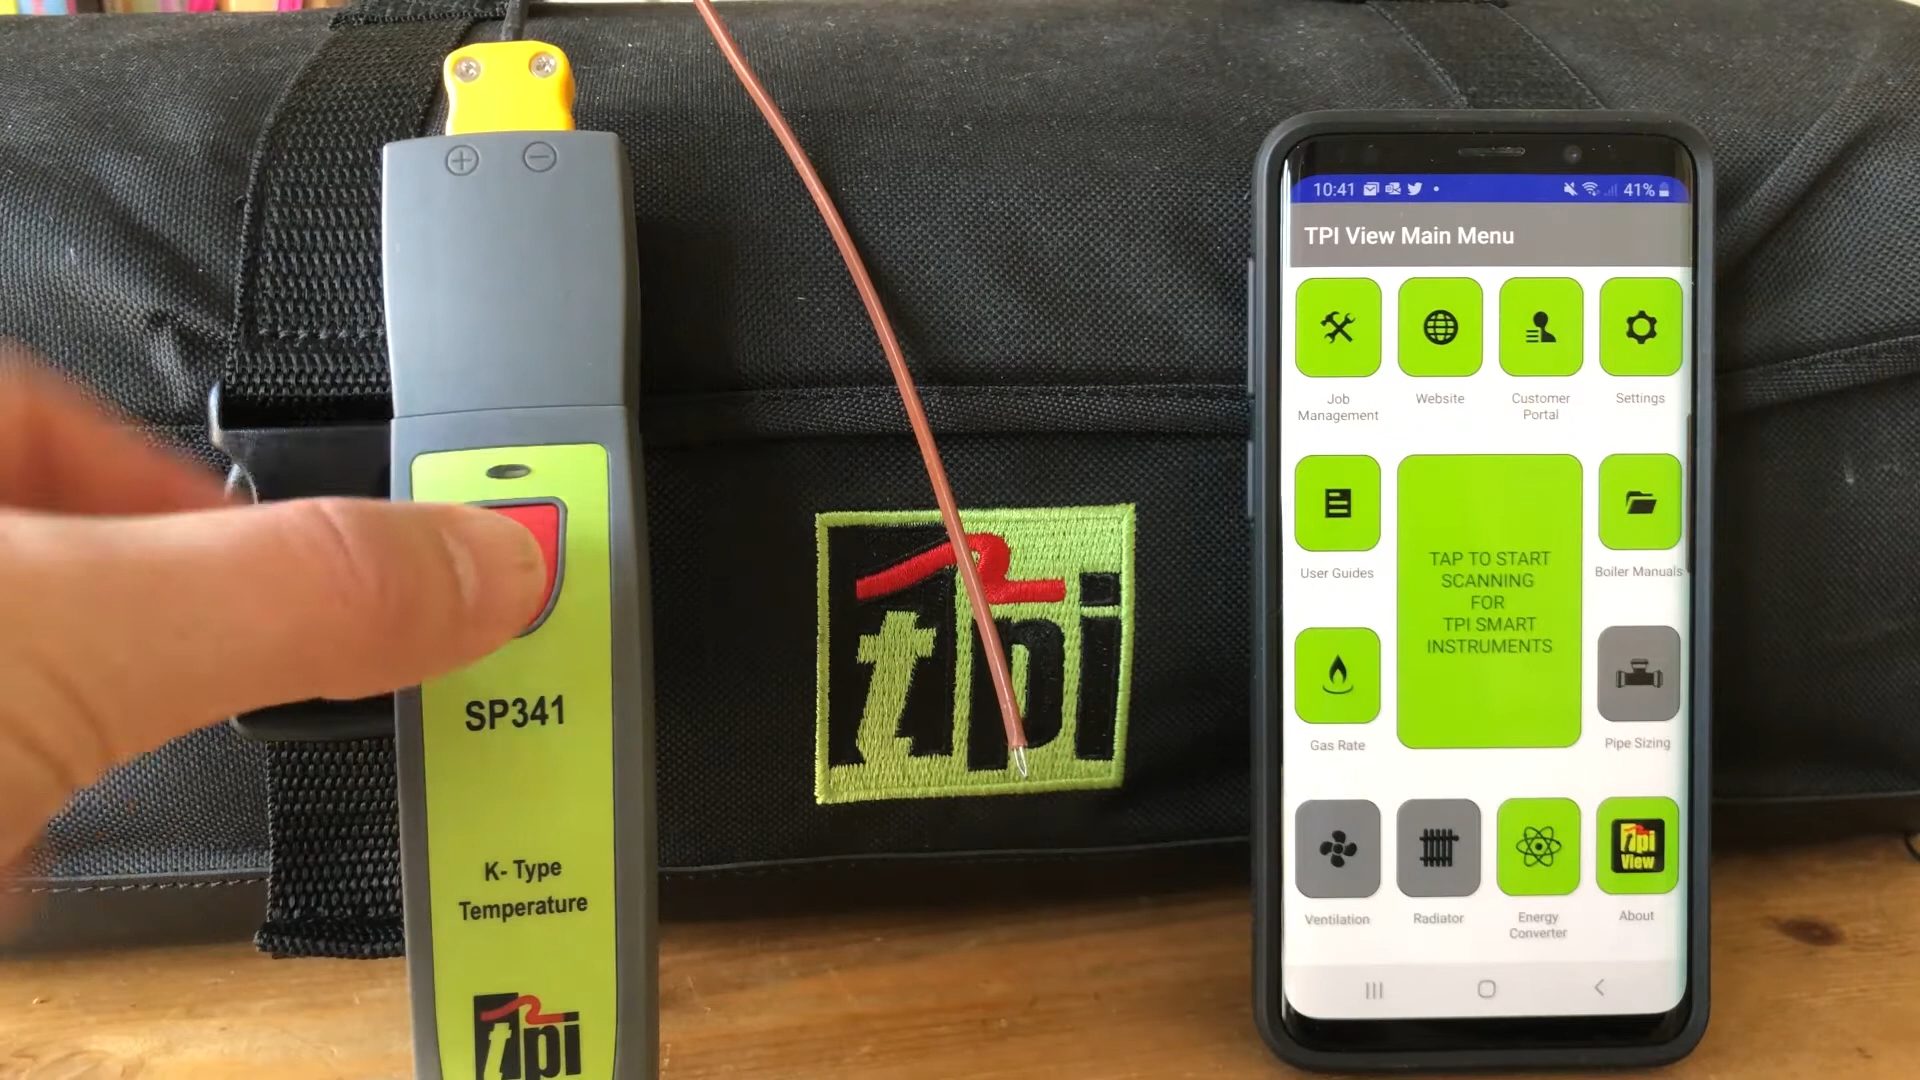 + −
SP341
K- Type
Temperature
tpi
tpi
10:41
41%
TPI View Main Menu
Job
Management
Website
Customer
Portal
Settings
User Guides
TAP TO START
SCANNING
FOR
TPI SMART
INSTRUMENTS
Boiler Manuals
Gas Rate
Pipe Sizing
tpi
View
Ventilation
Radiator
Energy
Converter
About